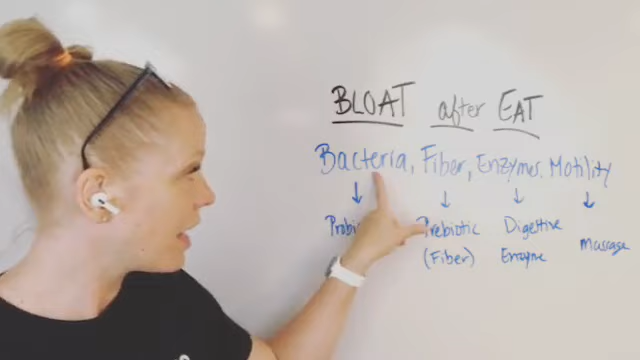 BLOAT after EAT
Bacteria, Fiber, Enzymes, Motility
Prebiotic Digestive
(Fiber) Enzyme Massage